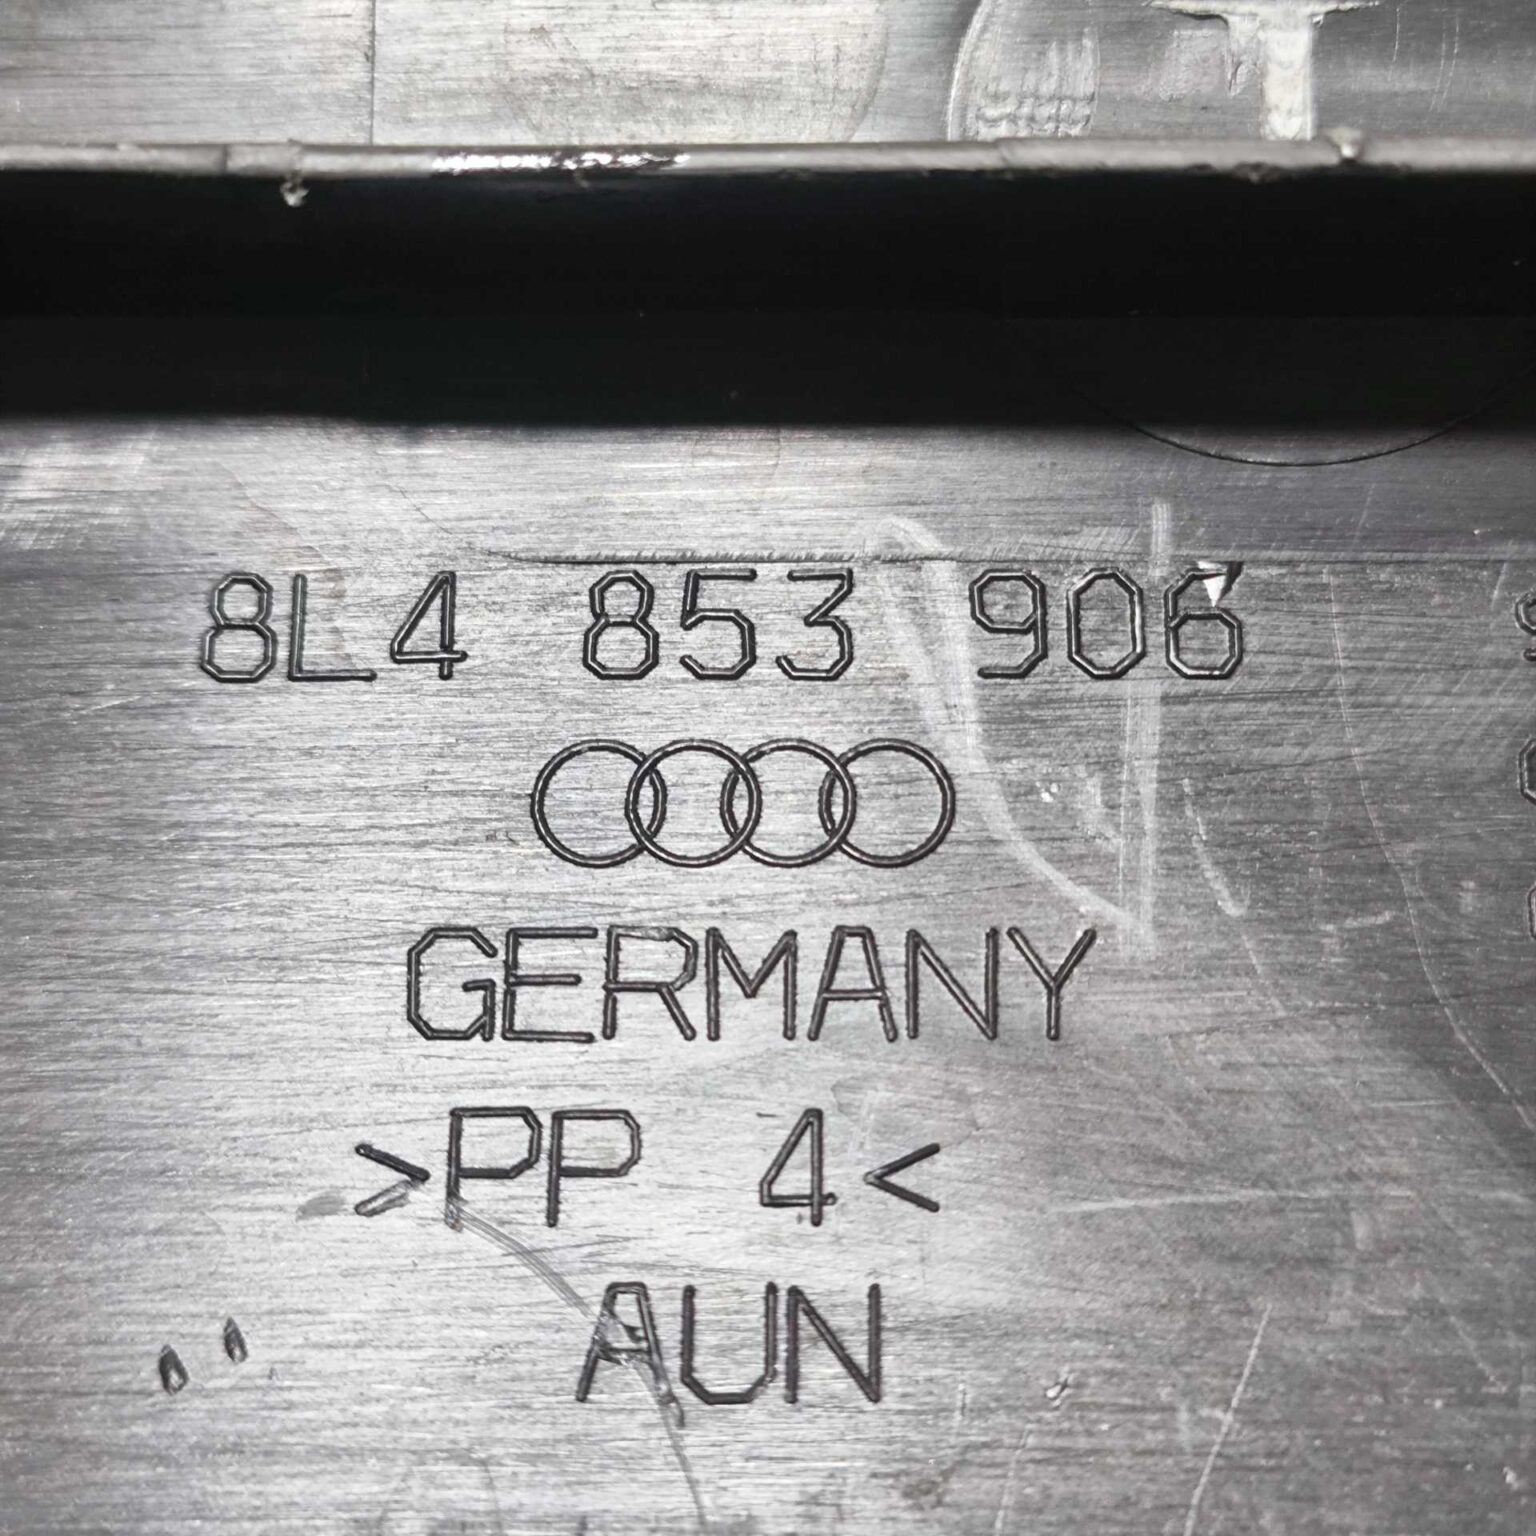 8L4 853 906
GERMANY
>PP 4<
AUN